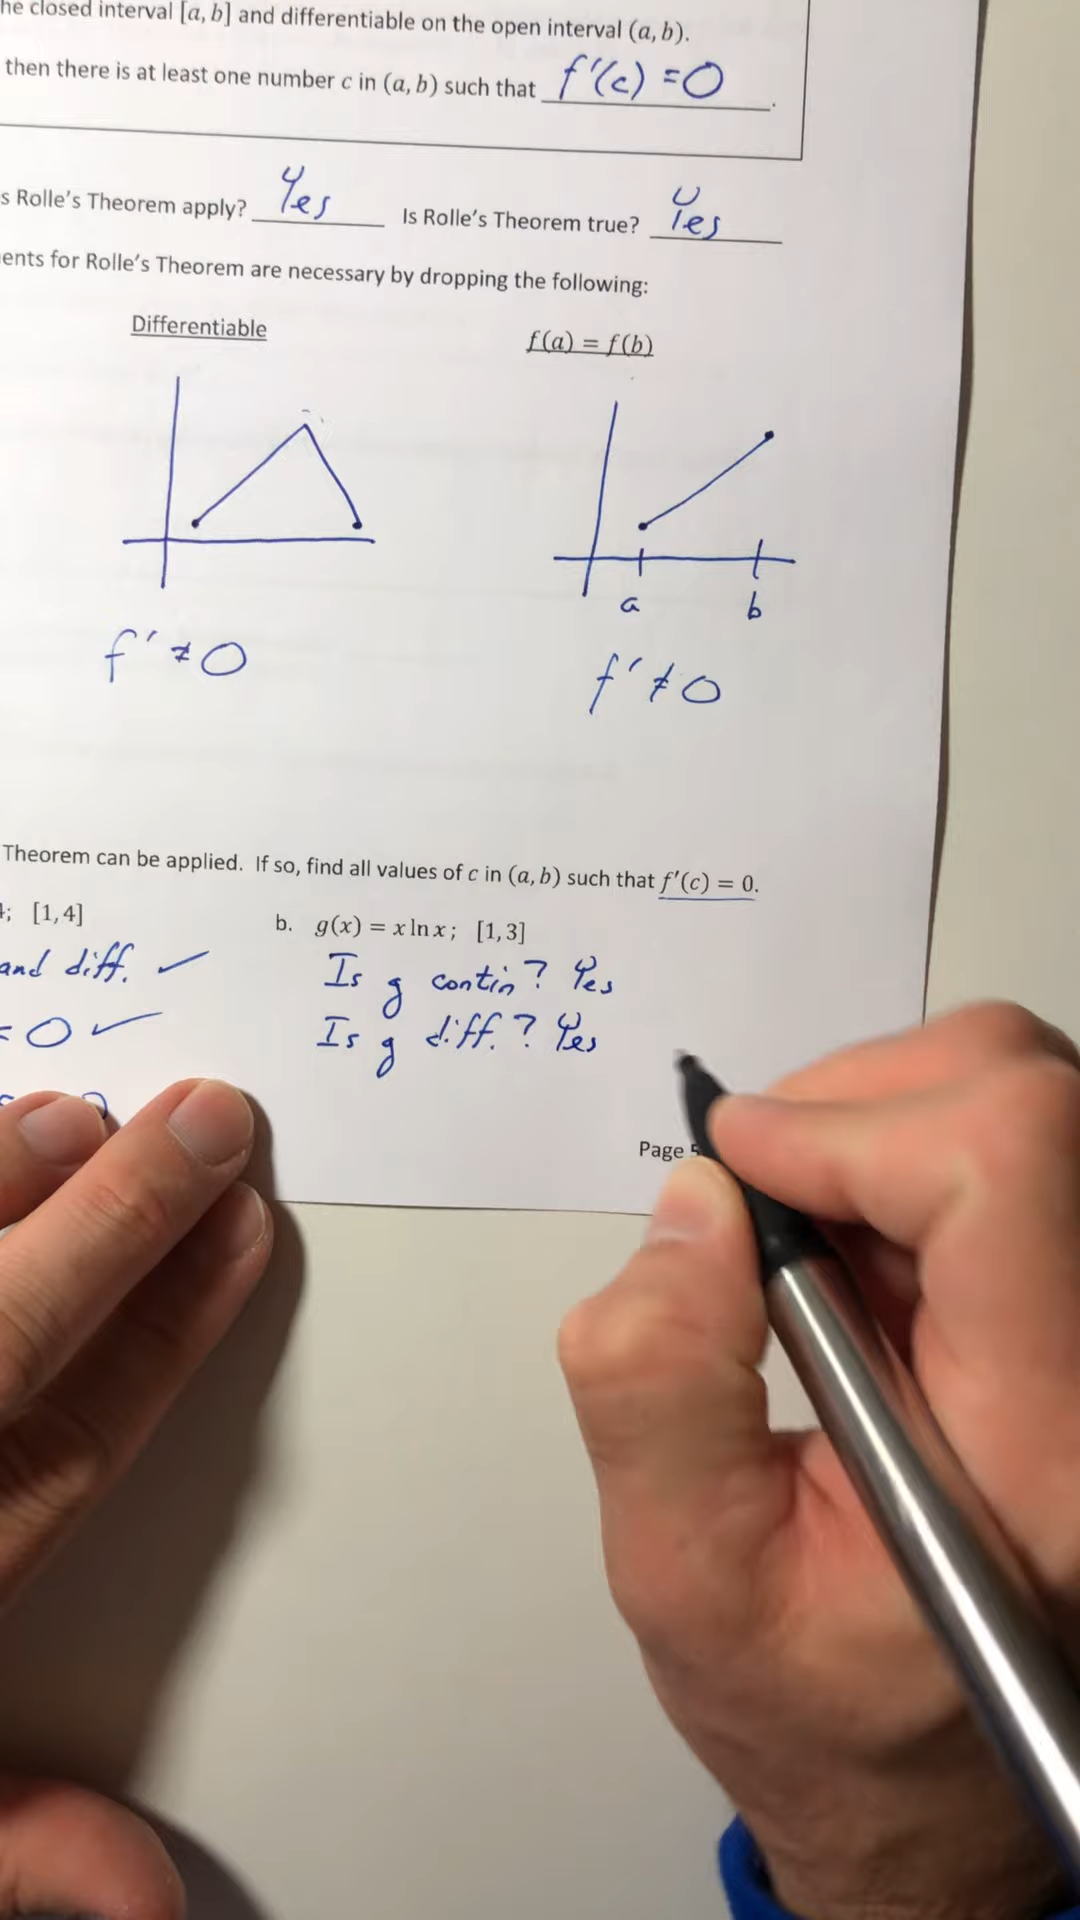 he closed interval [a, b] and differentiable on the open interval (a, b).
then there is at least one number c in (a, b) such that f'(c) = 0.
s Rolle's Theorem apply? Yes Is Rolle's Theorem true? Yes
ents for Rolle's Theorem are necessary by dropping the following:
Differentiable f(a) = f(b)
a b
f' ≠ 0 f' ≠ 0
Theorem can be applied. If so, find all values of c in (a, b) such that f'(c) = 0.
; [1, 4] b. g(x) = x ln x; [1, 3]
and diff. ✓ Is g contin? Yes
= 0 ✓ Is g diff.? Yes
Page